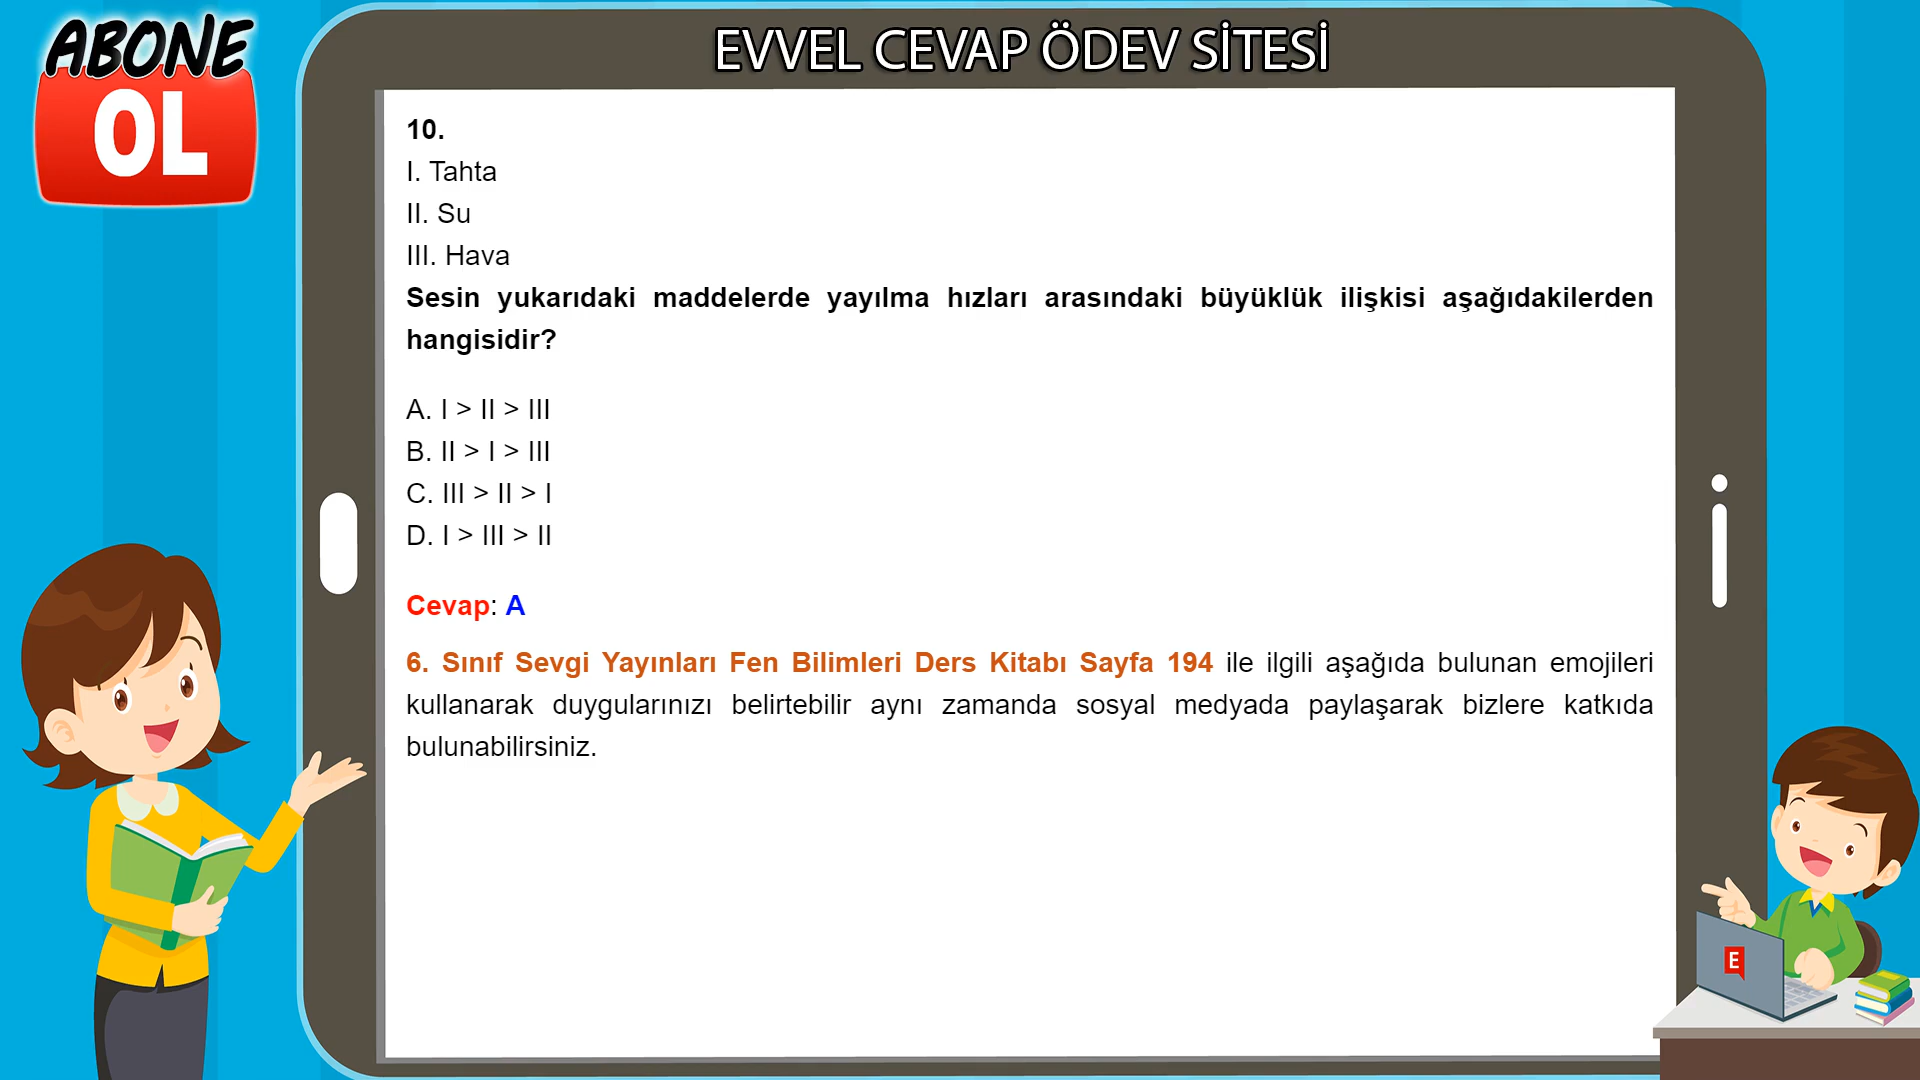 ABONE
OL
EVVEL CEVAP ÖDEV SİTESİ
10.
I. Tahta
II. Su
III. Hava
Sesin yukarıdaki maddelerde yayılma hızları arasındaki büyüklük ilişkisi aşağıdakilerden
hangisidir?
A. I > II > III
B. II > I > III
C. III > II > I
D. I > III > II
Cevap: A
6. Sınıf Sevgi Yayınları Fen Bilimleri Ders Kitabı Sayfa 194 ile ilgili aşağıda bulunan emojileri
kullanarak duygularınızı belirtebilir aynı zamanda sosyal medyada paylaşarak bizlere katkıda
bulunabilirsiniz.
E